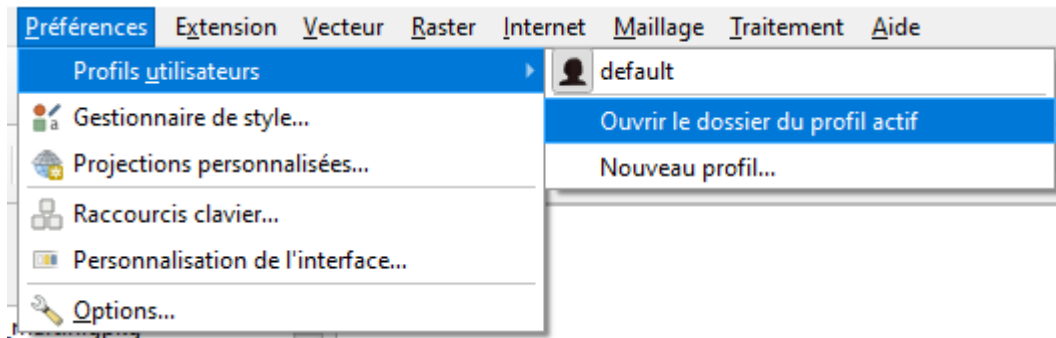 Préférences Extension Vecteur Raster Internet Maillage Traitement Aide
Profils utilisateurs
default
Ouvrir le dossier du profil actif
Nouveau profil...
Gestionnaire de style...
Projections personnalisées...
Raccourcis clavier...
Personnalisation de l'interface...
Options...